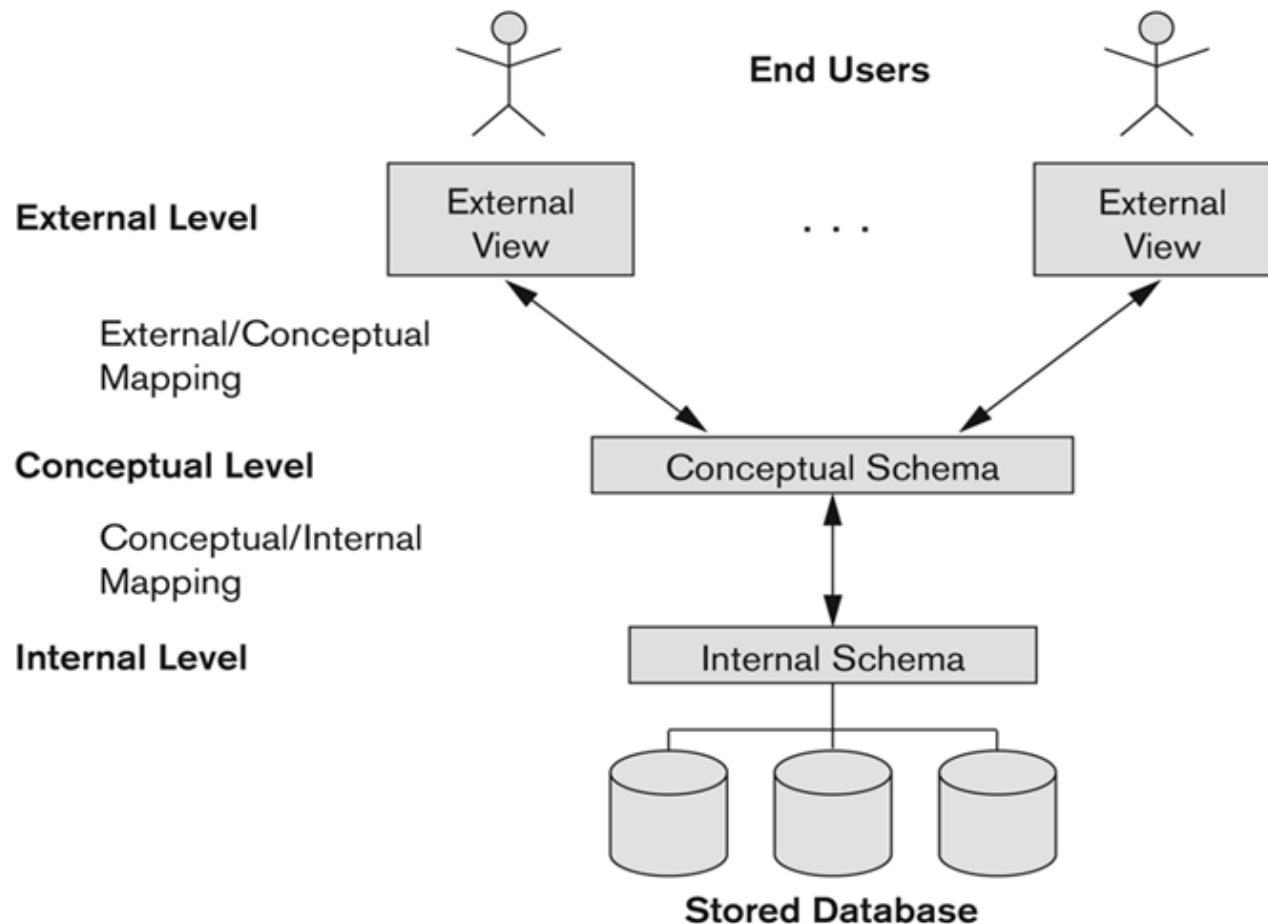 End Users
External Level
External
View
. . .
External
View
External/Conceptual
Mapping
Conceptual Level
Conceptual Schema
Conceptual/Internal
Mapping
Internal Level
Internal Schema
Stored Database